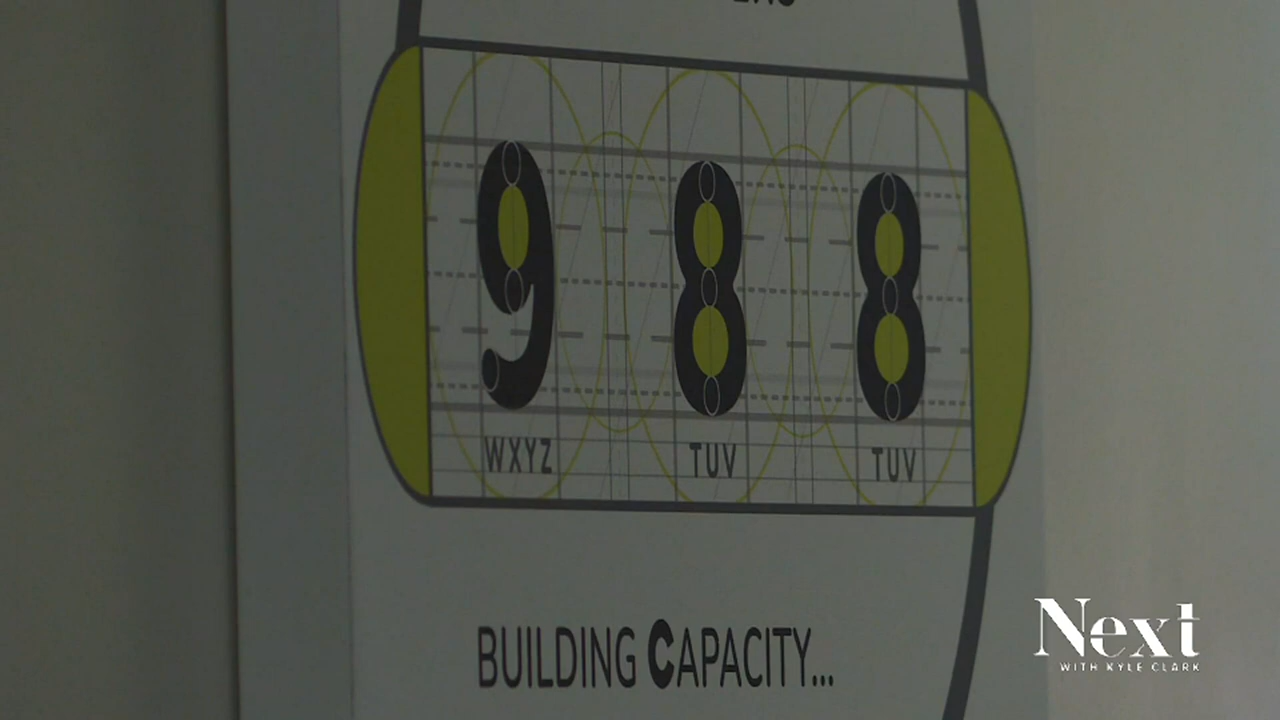 988
WXYZ TUV TUV
BUILDING CAPACITY...
Next
WITH KYLE CLARK